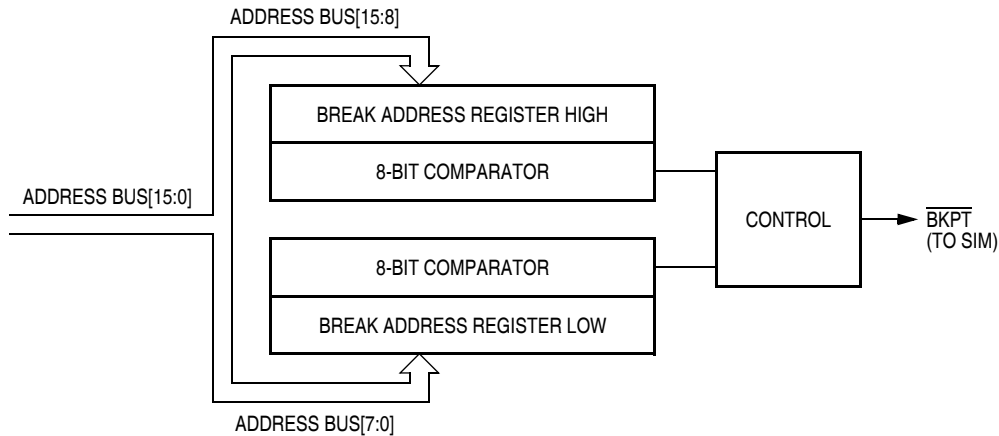 ADDRESS BUS[15:8]
BREAK ADDRESS REGISTER HIGH
8-BIT COMPARATOR
ADDRESS BUS[15:0]
CONTROL
BKPT
(TO SIM)
8-BIT COMPARATOR
BREAK ADDRESS REGISTER LOW
ADDRESS BUS[7:0]